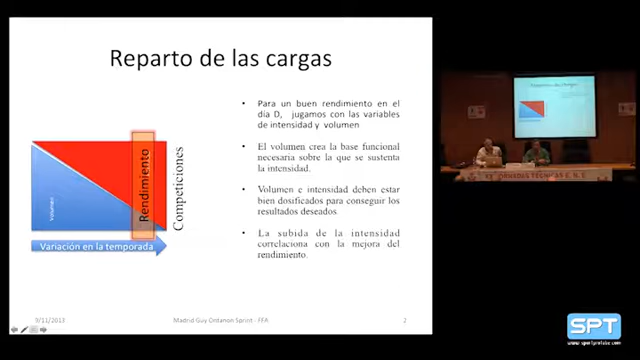 Reparto de las cargas
• Para un buen rendimiento en el
día D, jugamos con las variables
de intensidad y volumen
• El volumen crea la base funcional
necesaria sobre la que se sustenta
la intensidad.
• Volumen e intensidad deben estar
bien dosificados para conseguir los
resultados deseados
• La subida de la intensidad
correlaciona con la mejora del
rendimiento.
Volumen
Rendimiento
Competiciones
Variación en la temporada
9/11/2013
Madrid Guy Ontanon Sprint - FFA
2
SPT